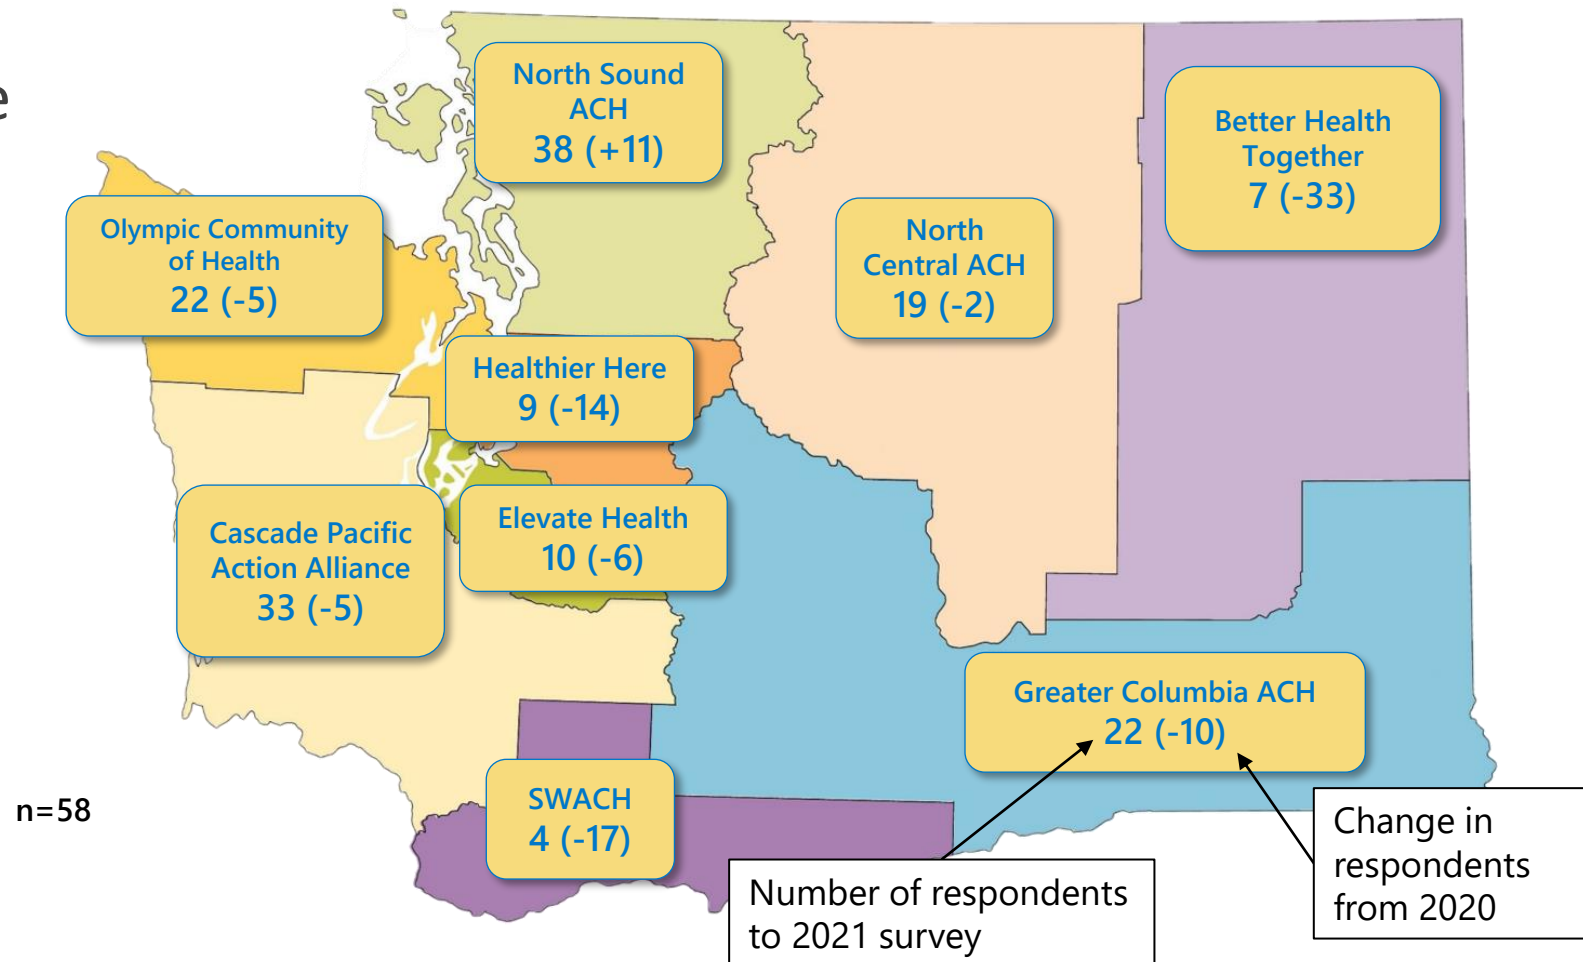 e
North Sound
ACH
38 (+11)
Better Health
Together
7 (-33)
Olympic Community
of Health
22 (-5)
North
Central ACH
19 (-2)
Healthier Here
9 (-14)
Cascade Pacific
Action Alliance
33 (-5)
Elevate Health
10 (-6)
Greater Columbia ACH
22 (-10)
SWACH
4 (-17)
n=58
Change in
respondents
from 2020
Number of respondents
to 2021 survey